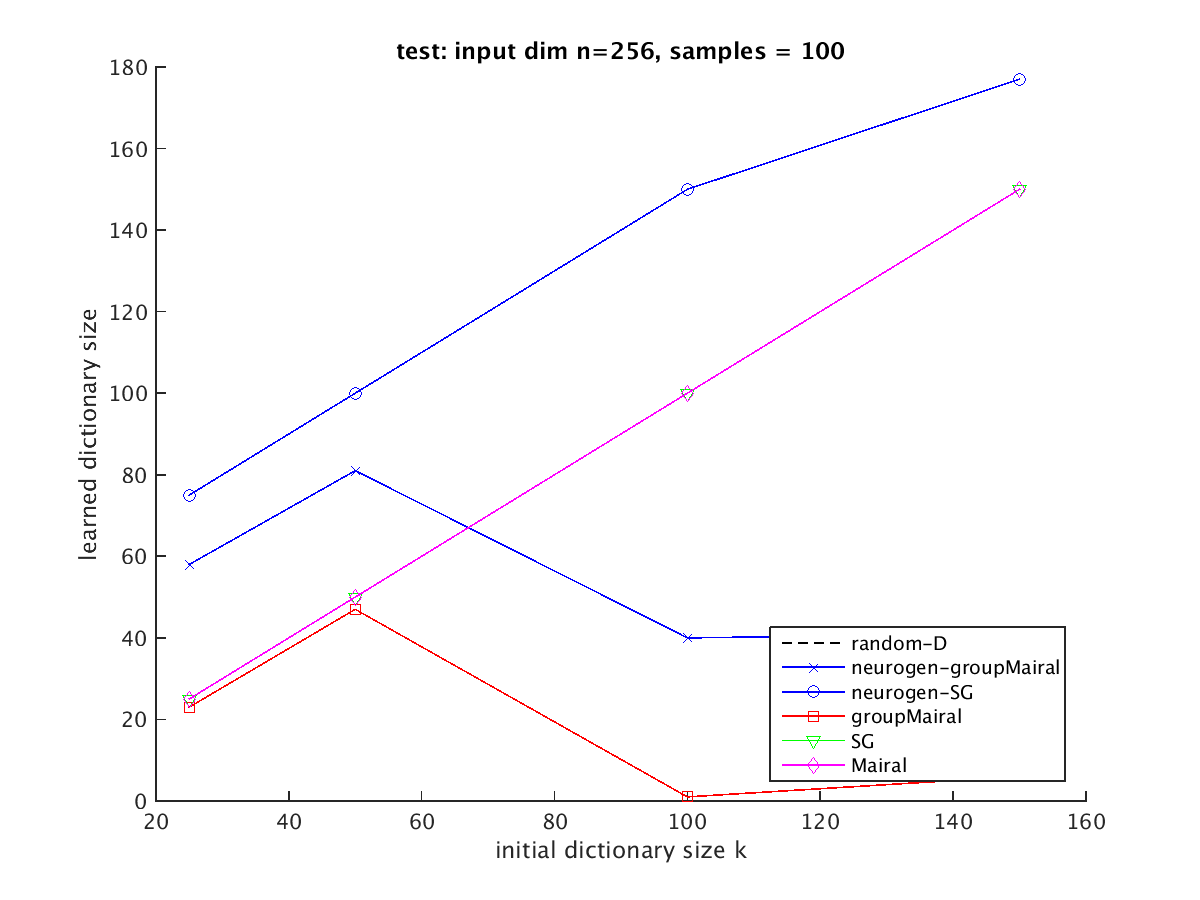 test: input dim n=256, samples = 100
180
160
140
120
100
80
60
40
20
0
learned dictionary size
20 40 60 80 100 120 140 160
initial dictionary size k
random-D
neurogen-groupMairal
neurogen-SG
groupMairal
SG
Mairal